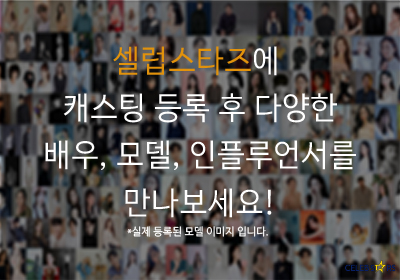 셀럽스타즈에
캐스팅 등록 후 다양한
배우, 모델, 인플루언서를
만나보세요!
*실제 등록된 모델 이미지 입니다.